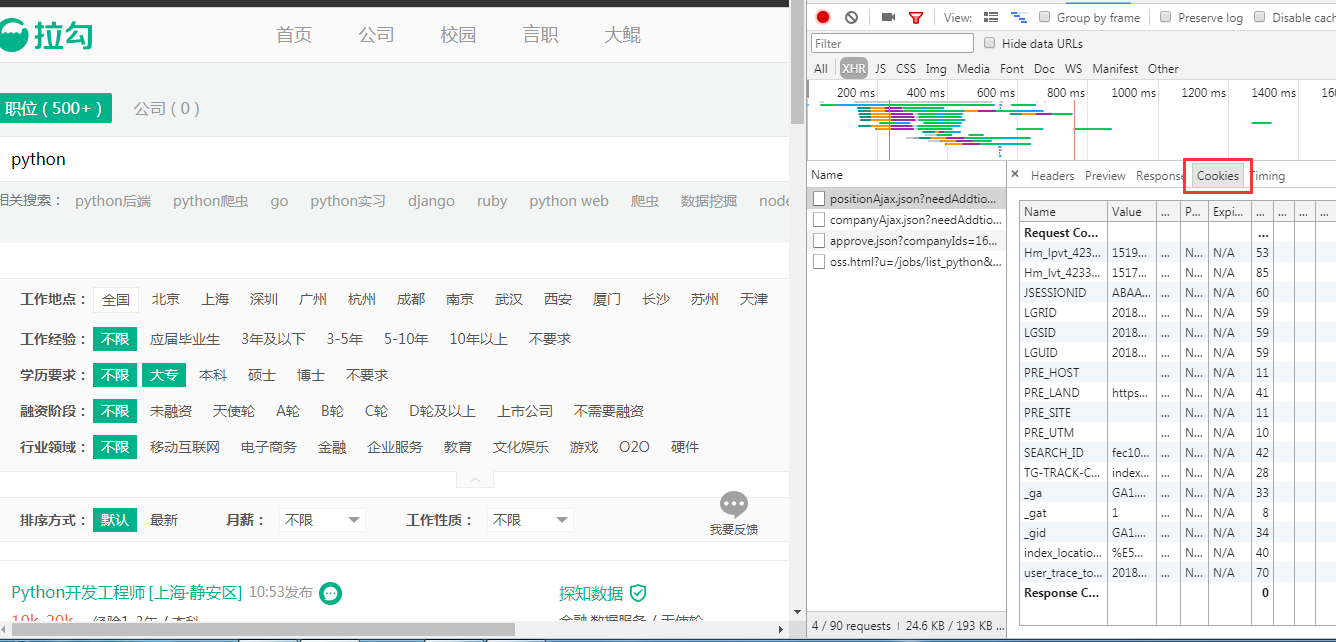 拉勾
首页 公司 校园 言职 大鲲
职位 ( 500+ ) 公司 ( 0 )
python
相关搜索： python后端 python爬虫 go python实习 django ruby python web 爬虫 数据挖掘 node
工作地点： 全国 北京 上海 深圳 广州 杭州 成都 南京 武汉 西安 厦门 长沙 苏州 天津
工作经验： 不限 应届毕业生 3年及以下 3-5年 5-10年 10年以上 不要求
学历要求： 不限 大专 本科 硕士 博士 不要求
融资阶段： 不限 未融资 天使轮 A轮 B轮 C轮 D轮及以上 上市公司 不需要融资
行业领域： 不限 移动互联网 电子商务 金融 企业服务 教育 文化娱乐 游戏 O2O 硬件
排序方式： 默认 最新 月薪： 不限 工作性质： 不限
我要反馈
Python开发工程师 [上海·静安区] 10:53发布 探知数据
10k-20k 经验1-3年 / 本科 金融,数据服务 / 天使轮
View: Group by frame Preserve log Disable cach
Filter Hide data URLs
All XHR JS CSS Img Media Font Doc WS Manifest Other
200 ms 400 ms 600 ms 800 ms 1000 ms 1200 ms 1400 ms 160
Name
positionAjax.json?needAddtio...
companyAjax.json?needAddtio...
approve.json?companyIds=16...
oss.html?u=/jobs/list_python&...
4 / 90 requests | 24.6 KB / 193 KB ...
× Headers Preview Response Cookies Timing
Name Value ... P... Expi... ... ... ... ...
Request Co... ...
Hm_lpvt_423... 1519... ... N... N/A 53
Hm_lvt_4233... 1517... ... N... N/A 85
JSESSIONID ABAA... ... N... N/A 60
LGRID 2018... ... N... N/A 59
LGSID 2018... ... N... N/A 59
LGUID 2018... ... N... N/A 59
PRE_HOST ... N... N/A 11
PRE_LAND https... ... N... N/A 41
PRE_SITE ... N... N/A 11
PRE_UTM ... N... N/A 10
SEARCH_ID fec10... ... N... N/A 42
TG-TRACK-C... index... ... N... N/A 28
_ga GA1.... ... N... N/A 33
_gat 1 ... N... N/A 8
_gid GA1.... ... N... N/A 34
index_locatio... %E5... ... N... N/A 40
user_trace_to... 2018... ... N... N/A 70
Response C... 0